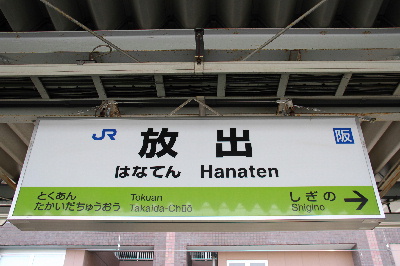 JR 放出 阪
はなてん Hanaten
とくあん Tokuan しぎの
たかいだちゅうおう Takaida-Chūō Shigino